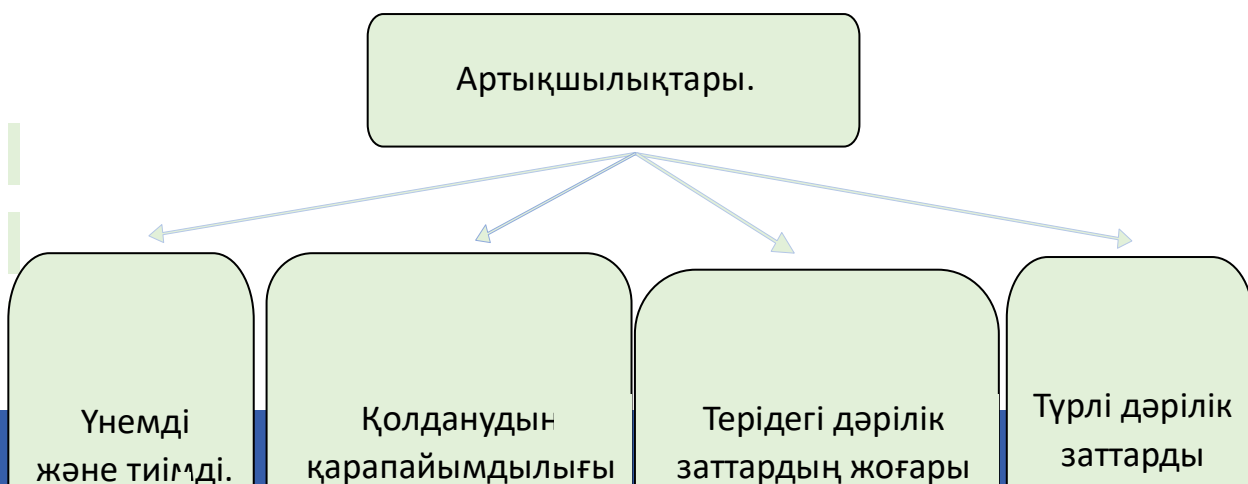 Артықшылықтары.
Үнемді
және тиімді.
Қолданудың
қарапайымдылығы
Терідегі дәрілік
заттардың жоғары
Түрлі дәрілік
заттарды